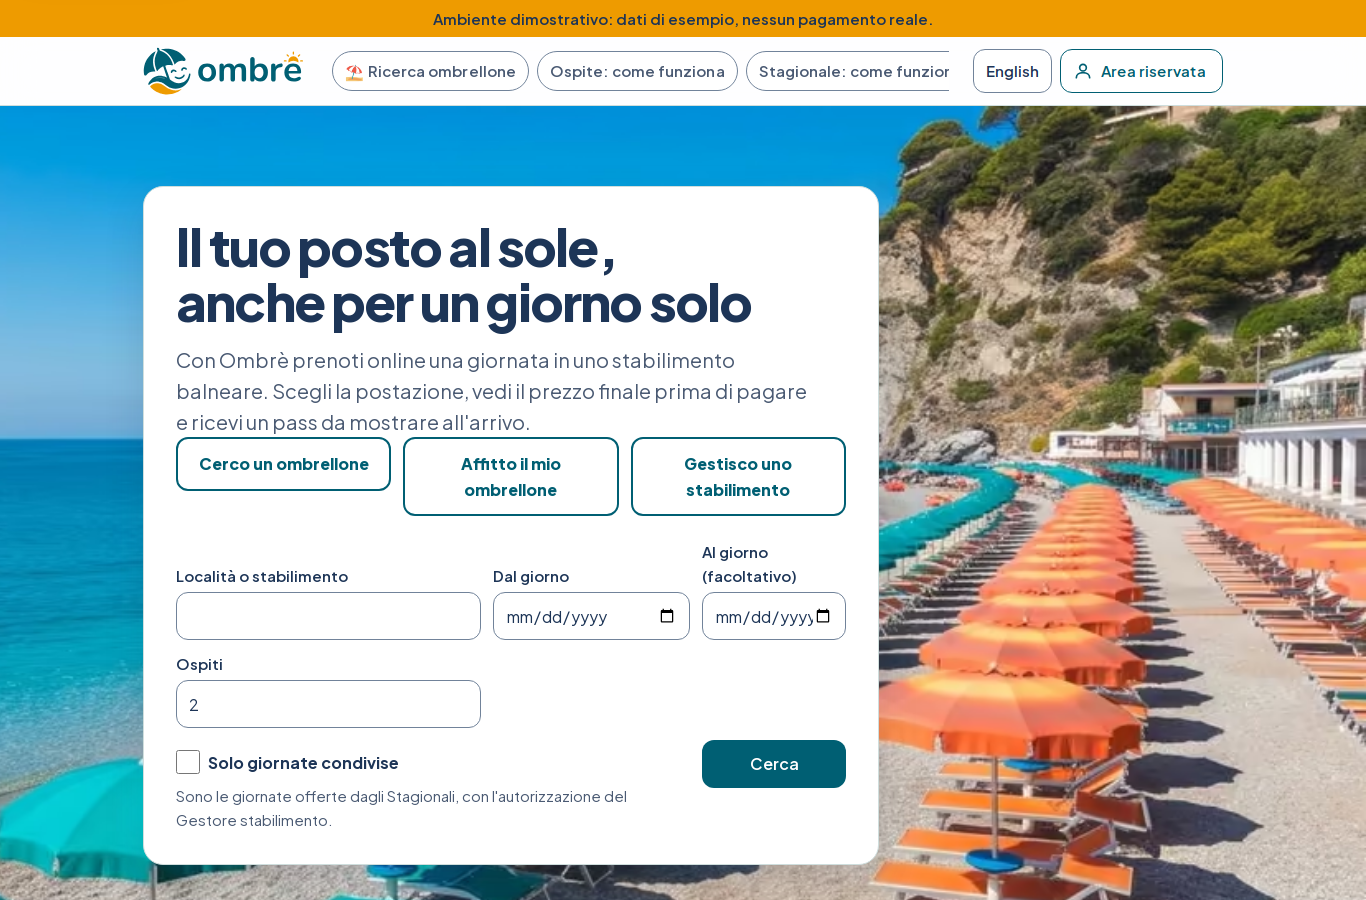 Ambiente dimostrativo: dati di esempio, nessun pagamento reale.
ombrè
Ricerca ombrellone
Ospite: come funziona
Stagionale: come funzion
English
Area riservata
Il tuo posto al sole,
anche per un giorno solo
Con Ombrè prenoti online una giornata in uno stabilimento
balneare. Scegli la postazione, vedi il prezzo finale prima di pagare
e ricevi un pass da mostrare all'arrivo.
Cerco un ombrellone
Affitto il mio
ombrellone
Gestisco uno
stabilimento
Località o stabilimento
Dal giorno
Al giorno
(facoltativo)
mm/dd/yyyy
mm/dd/yyyy
Ospiti
2
Solo giornate condivise
Cerca
Sono le giornate offerte dagli Stagionali, con l'autorizzazione del
Gestore stabilimento.